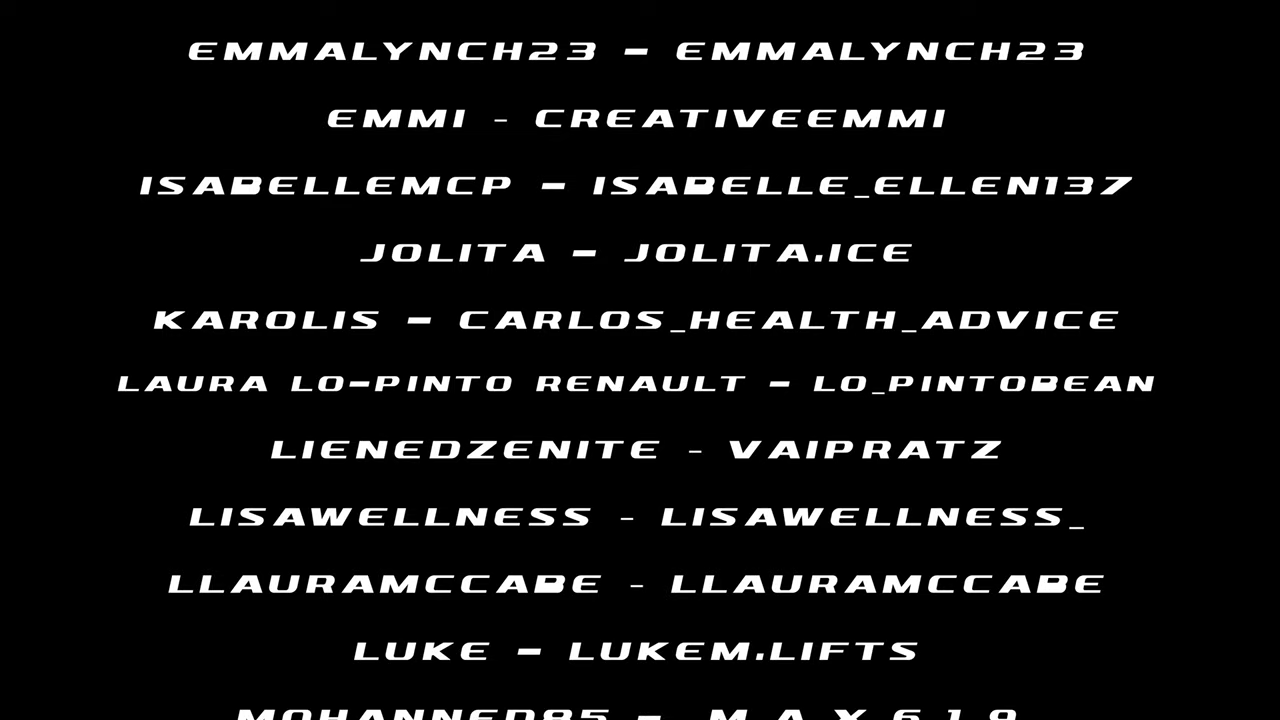 EMMALYNCH23 - EMMALYNCH23
EMMI - CREATIVEEMMI
ISABELLEMCP - ISABELLE_ELLEN137
JOLITA - JOLITA.ICE
KAROLIS - CARLOS_HEALTH_ADVICE
LAURA LO-PINTO RENAULT - LO_PINTOBEAN
LIENEDZENITE - VAIPRATZ
LISAWELLNESS - LISAWELLNESS_
LLAURAMCCABE - LLAURAMCCABE
LUKE - LUKEM.LIFTS
MOHANNED85 -